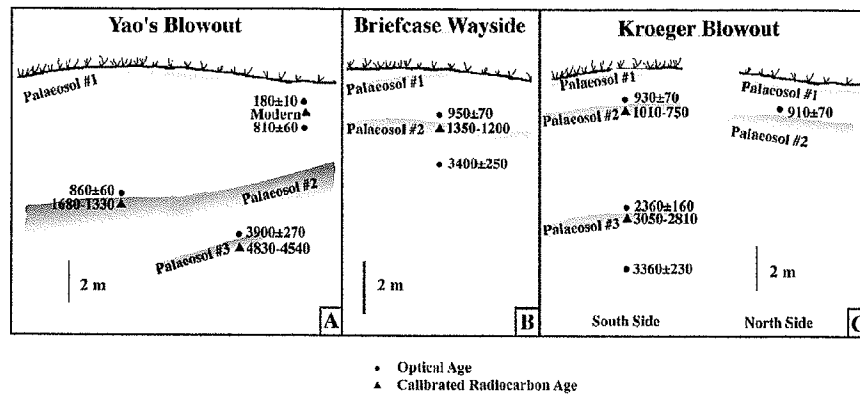 Yao's Blowout
Palaeosol #1
180±10
Modern
810±60
860±60
1680-1330
Palaeosol #2
3900±270
4830-4540
Palaeosol #3
2 m
A
Briefcase Wayside
Palaeosol #1
950±70
Palaeosol #2
1350-1200
3400±250
2 m
B
Kroeger Blowout
Palaeosol #1
930±70
Palaeosol #2
1010-750
2360±160
Palaeosol #3
3050-2810
3360±230
South Side
Palaeosol #1
910±70
Palaeosol #2
2 m
North Side
C
Optical Age
Calibrated Radiocarbon Age